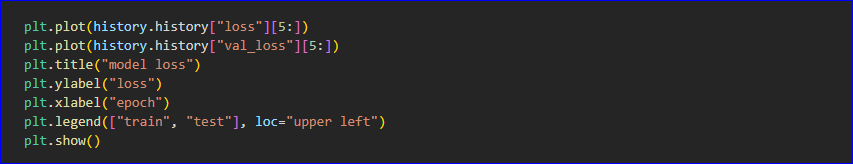 plt.plot(history.history["loss"][5:])
plt.plot(history.history["val_loss"][5:])
plt.title("model loss")
plt.ylabel("loss")
plt.xlabel("epoch")
plt.legend(["train", "test"], loc="upper left")
plt.show()